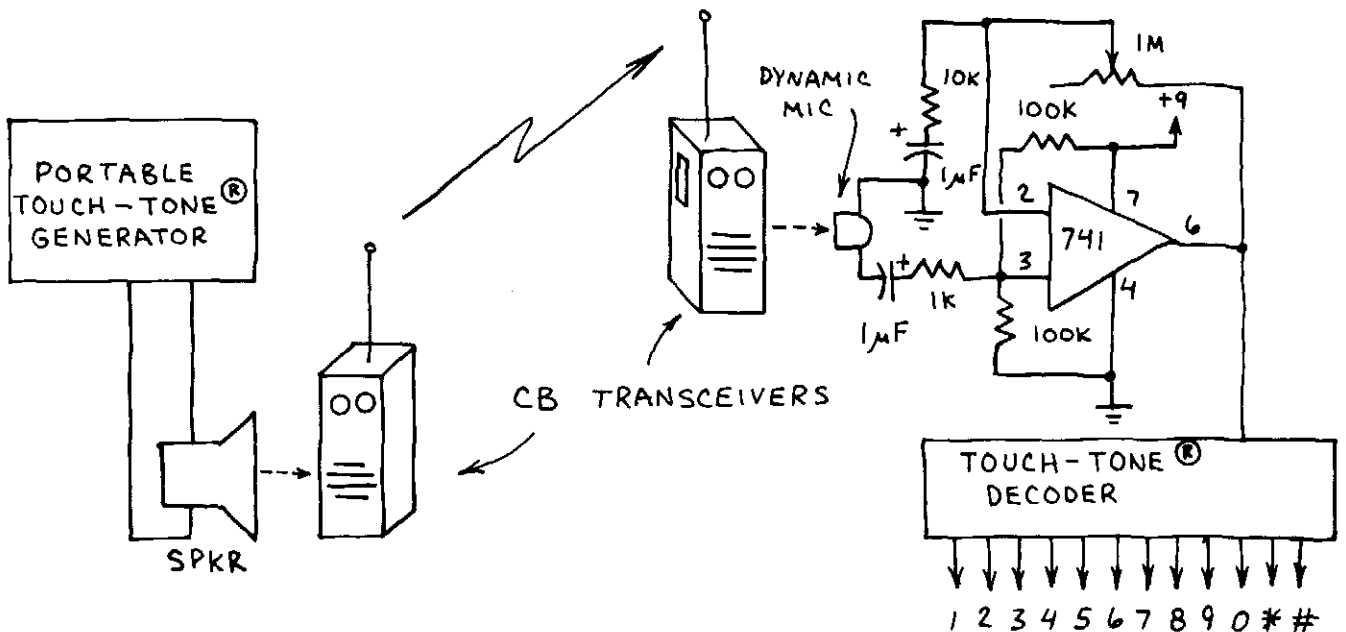 PORTABLE
TOUCH-TONE®
GENERATOR
SPKR
CB TRANSCEIVERS
DYNAMIC
MIC
10K
+
1µF
1M
100K
+9
2
7
741
6
3
4
+
1µF
1K
100K
TOUCH-TONE®
DECODER
1 2 3 4 5 6 7 8 9 0 * #